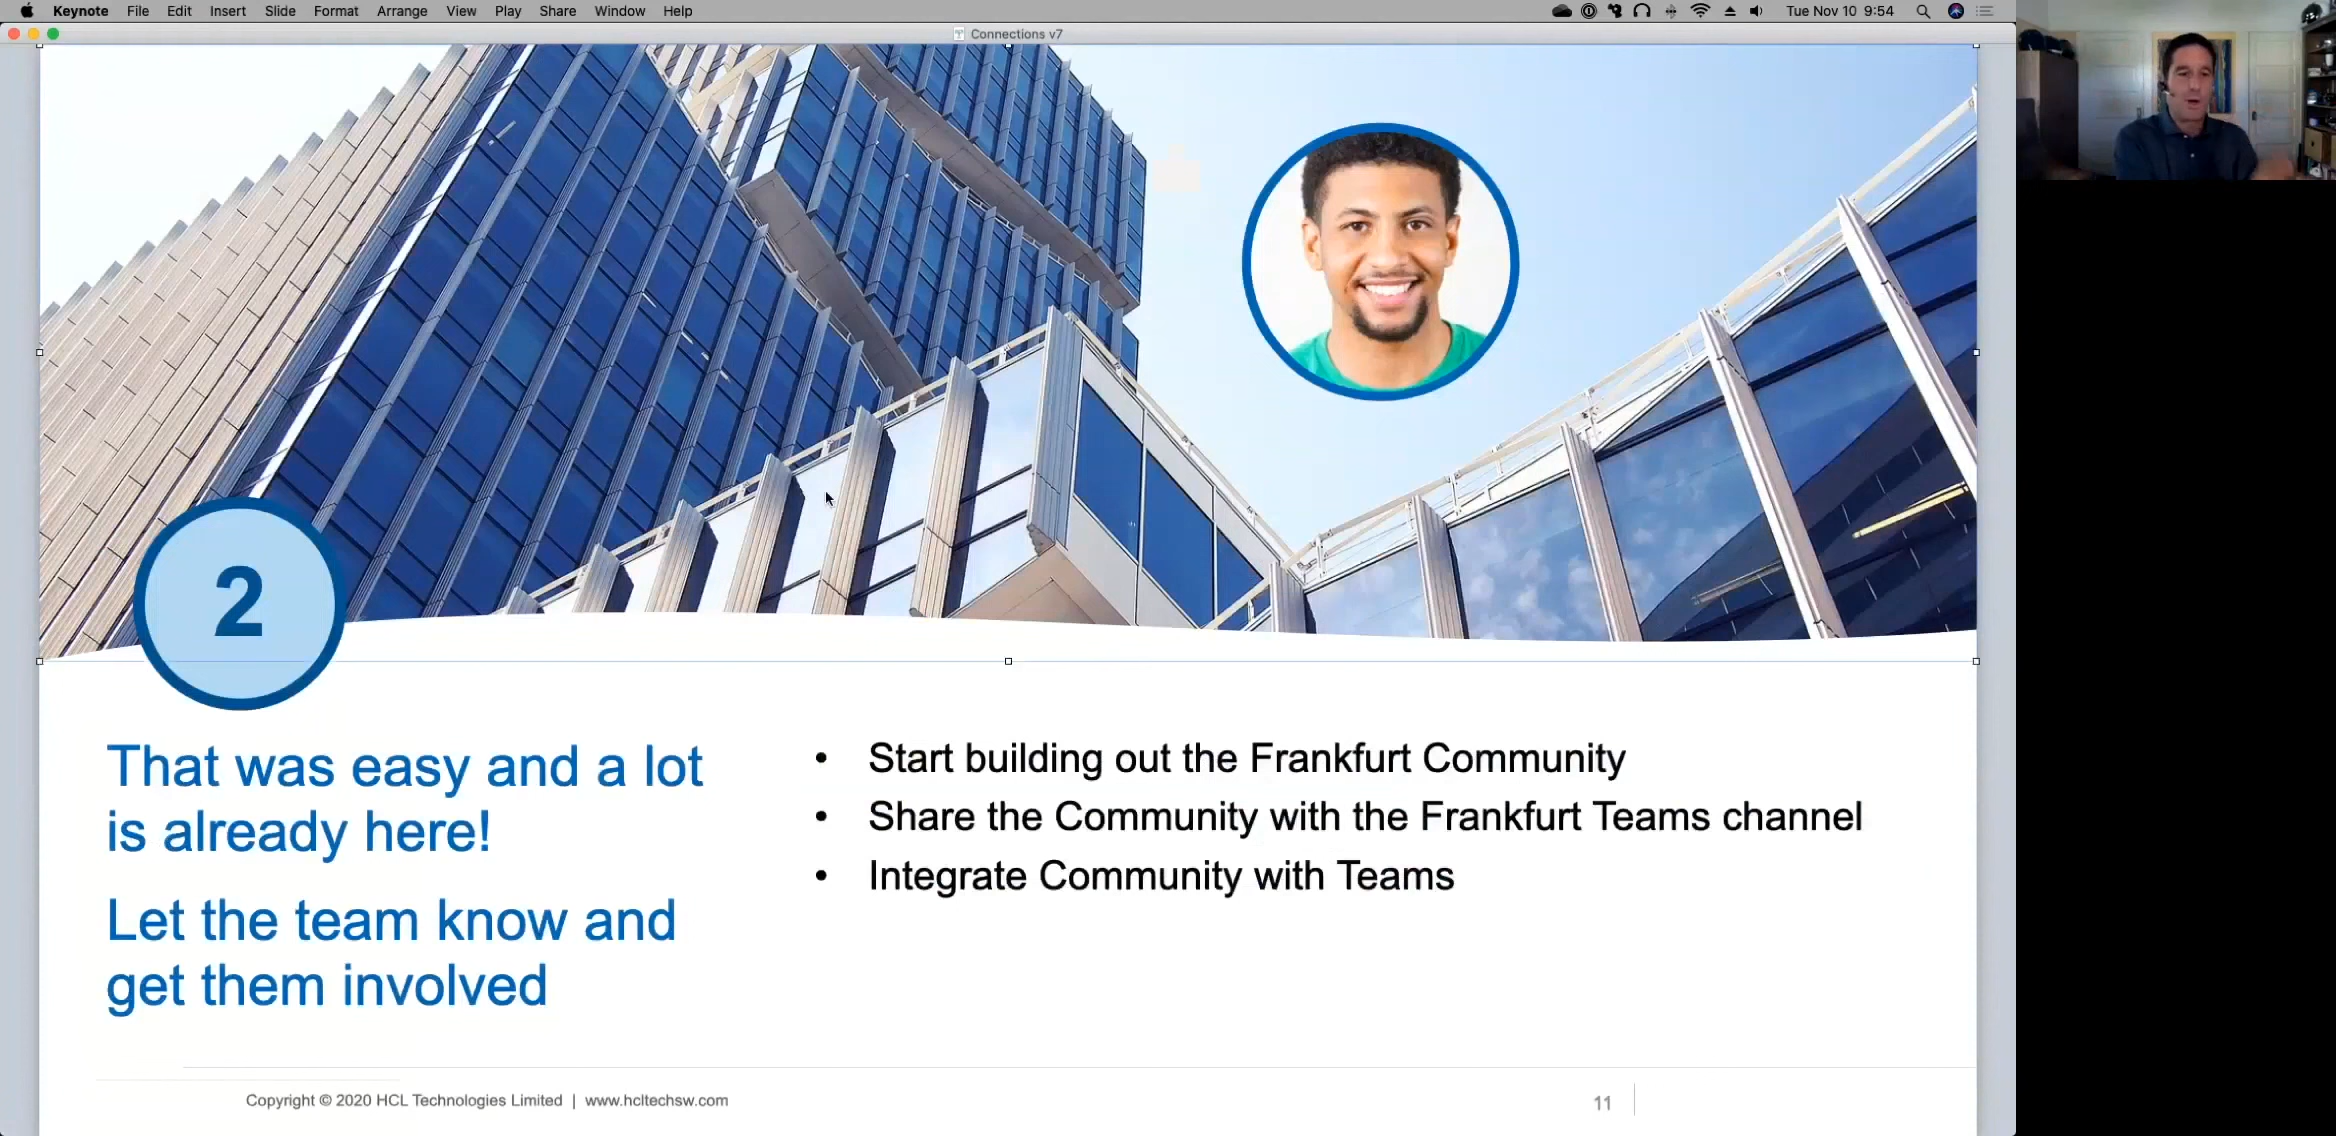 Keynote File Edit Insert Slide Format Arrange View Play Share Window Help Tue Nov 10 9:54
Connections v7
2
That was easy and a lot
is already here!
Let the team know and
get them involved
• Start building out the Frankfurt Community
• Share the Community with the Frankfurt Teams channel
• Integrate Community with Teams
Copyright © 2020 HCL Technologies Limited | www.hcltechsw.com
11